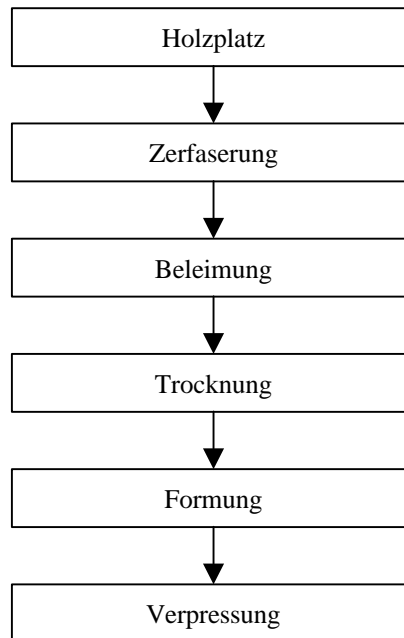 Holzplatz
Zerfaserung
Beleimung
Trocknung
Formung
Verpressung